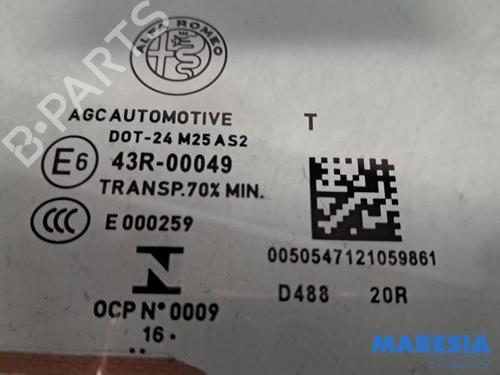 ALFA ROMEO
AGC AUTOMOTIVE
T
DOT-24 M25 AS2
E6 43R-00049
TRANSP.70% MIN.
CCC E 000259
0050547121059861
N
D488 20R
OCP N° 0009
16
B-PARTS
MARESIA